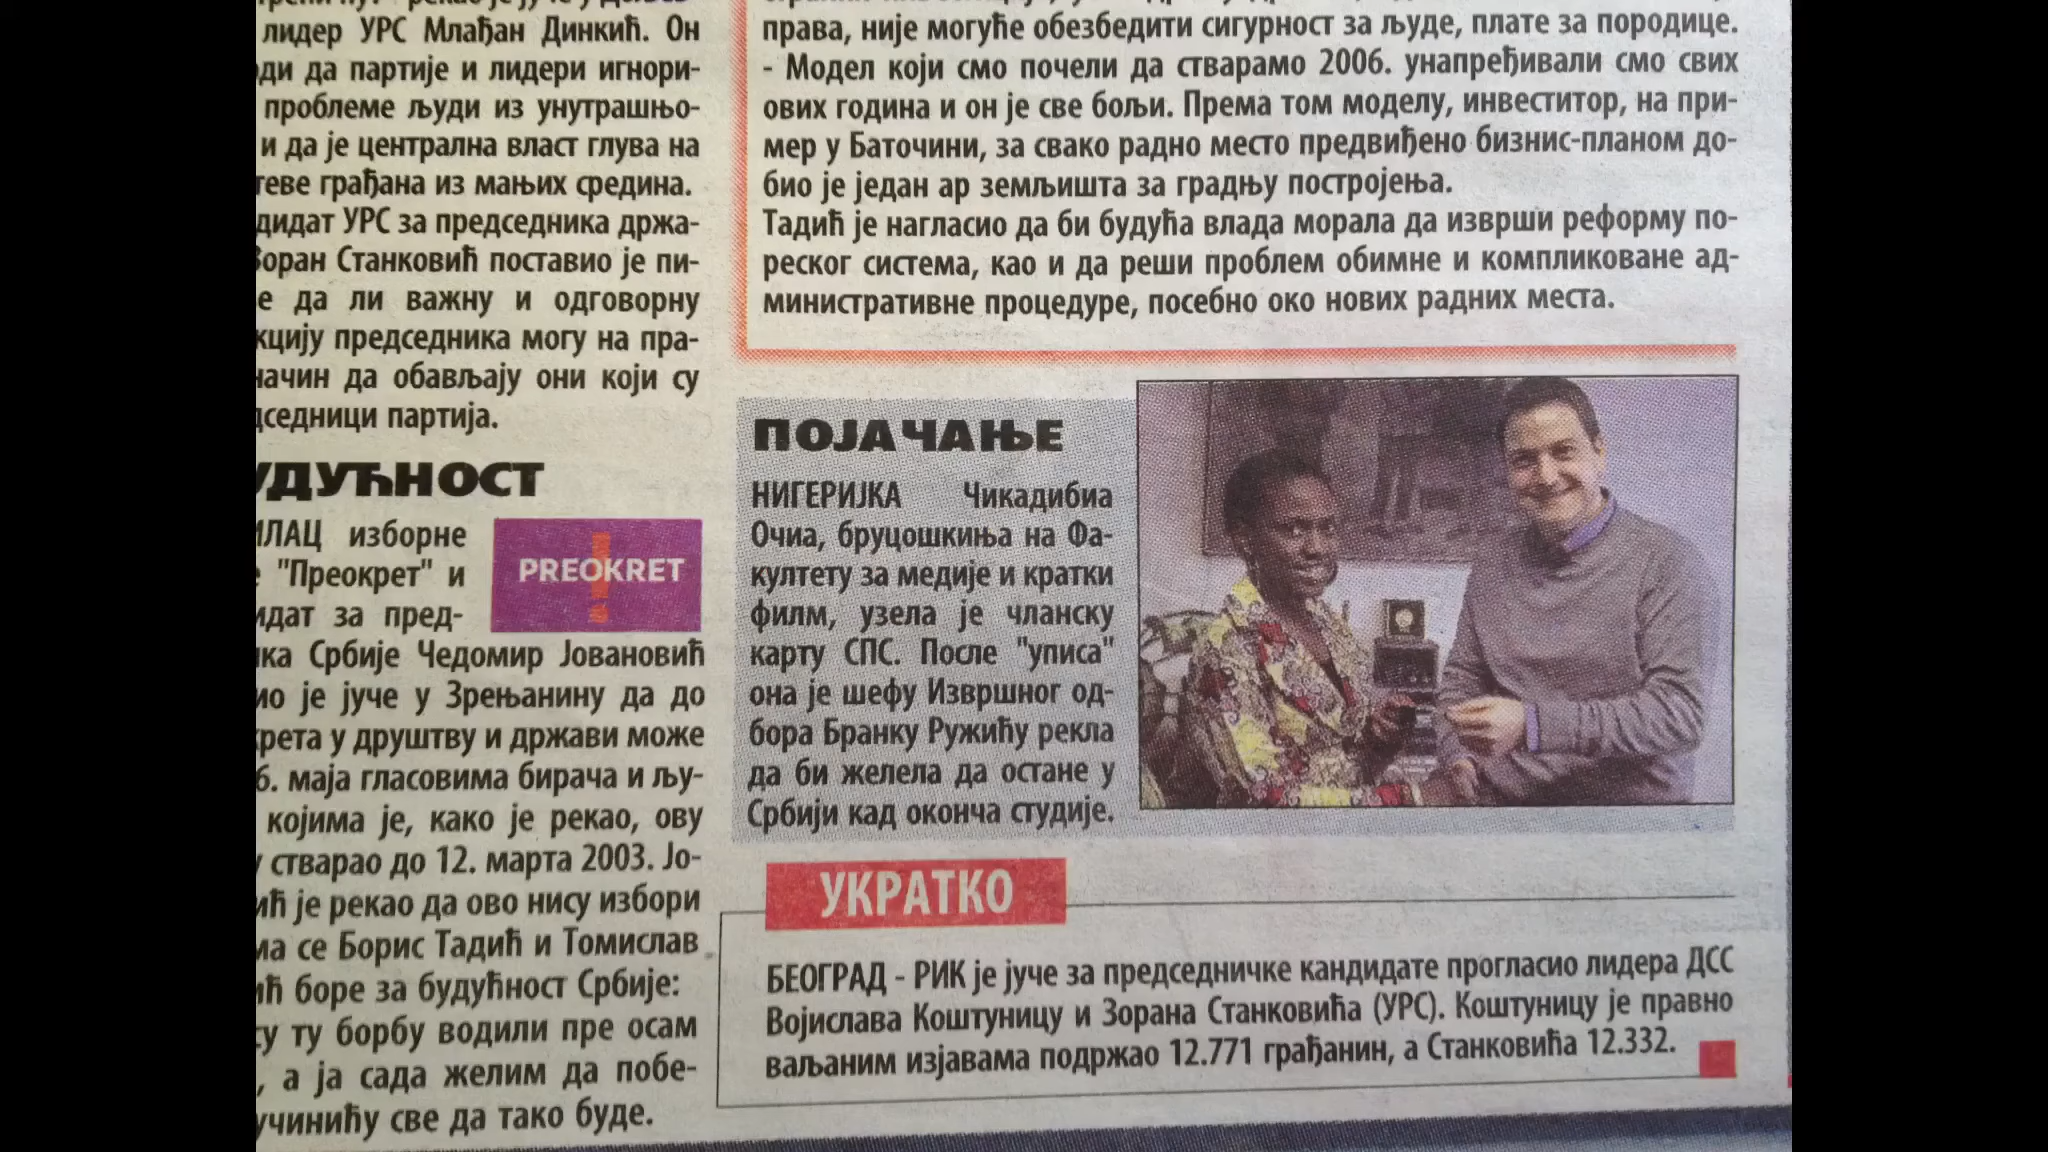 лидер УРС Млађан Динкић. Он
да партије и лидери игнори-
проблеме људи из унутрашњо-
и да је централна власт глува на
грађана из мањих средина.
УРС за председника држа-
Станковић поставио је пи-
да ли важну и одговорну
председника могу на пра-
да обављају они који су
партија.
УДУЋНОСТ
изборне
"Преокрет" и
за пред-
PREOKRET
Србије Чедомир Јовановић
је јуче у Зрењанину да до
у друштву и држави може
6. маја гласовима бирача и љу-
којима је, како је рекао, ову
стварао до 12. марта 2003. Јо-
је рекао да ово нису избори
се Борис Тадић и Томислав
боре за будућност Србије:
ту борбу водили пре осам
, а ја сада желим да побе-
учинићу све да тако буде.
права, није могуће обезбедити сигурност за људе, плате за породице.
- Модел који смо почели да стварамо 2006. унапређивали смо свих
ових година и он је све бољи. Према том моделу, инвеститор, на при-
мер у Баточини, за свако радно место предвиђено бизнис-планом до-
био је један ар земљишта за градњу постројења.
Тадић је нагласио да би будућа влада морала да изврши реформу по-
реског система, као и да реши проблем обимне и компликоване ад-
министративне процедуре, посебно око нових радних места.
ПОЈАЧАЊЕ
НИГЕРИЈКА Чикадибиа
Очиа, бруцошкиња на Фа-
култету за медије и кратки
филм, узела је чланску
карту СПС. После "уписа"
она је шефу Извршног од-
бора Бранку Ружићу рекла
да би желела да остане у
Србији кад оконча студије.
УКРАТКО
БЕОГРАД - РИК је јуче за председничке кандидате прогласио лидера ДСС
Војислава Коштуницу и Зорана Станковића (УРС). Коштуницу је правно
ваљаним изјавама подржао 12.771 грађанин, а Станковића 12.332.